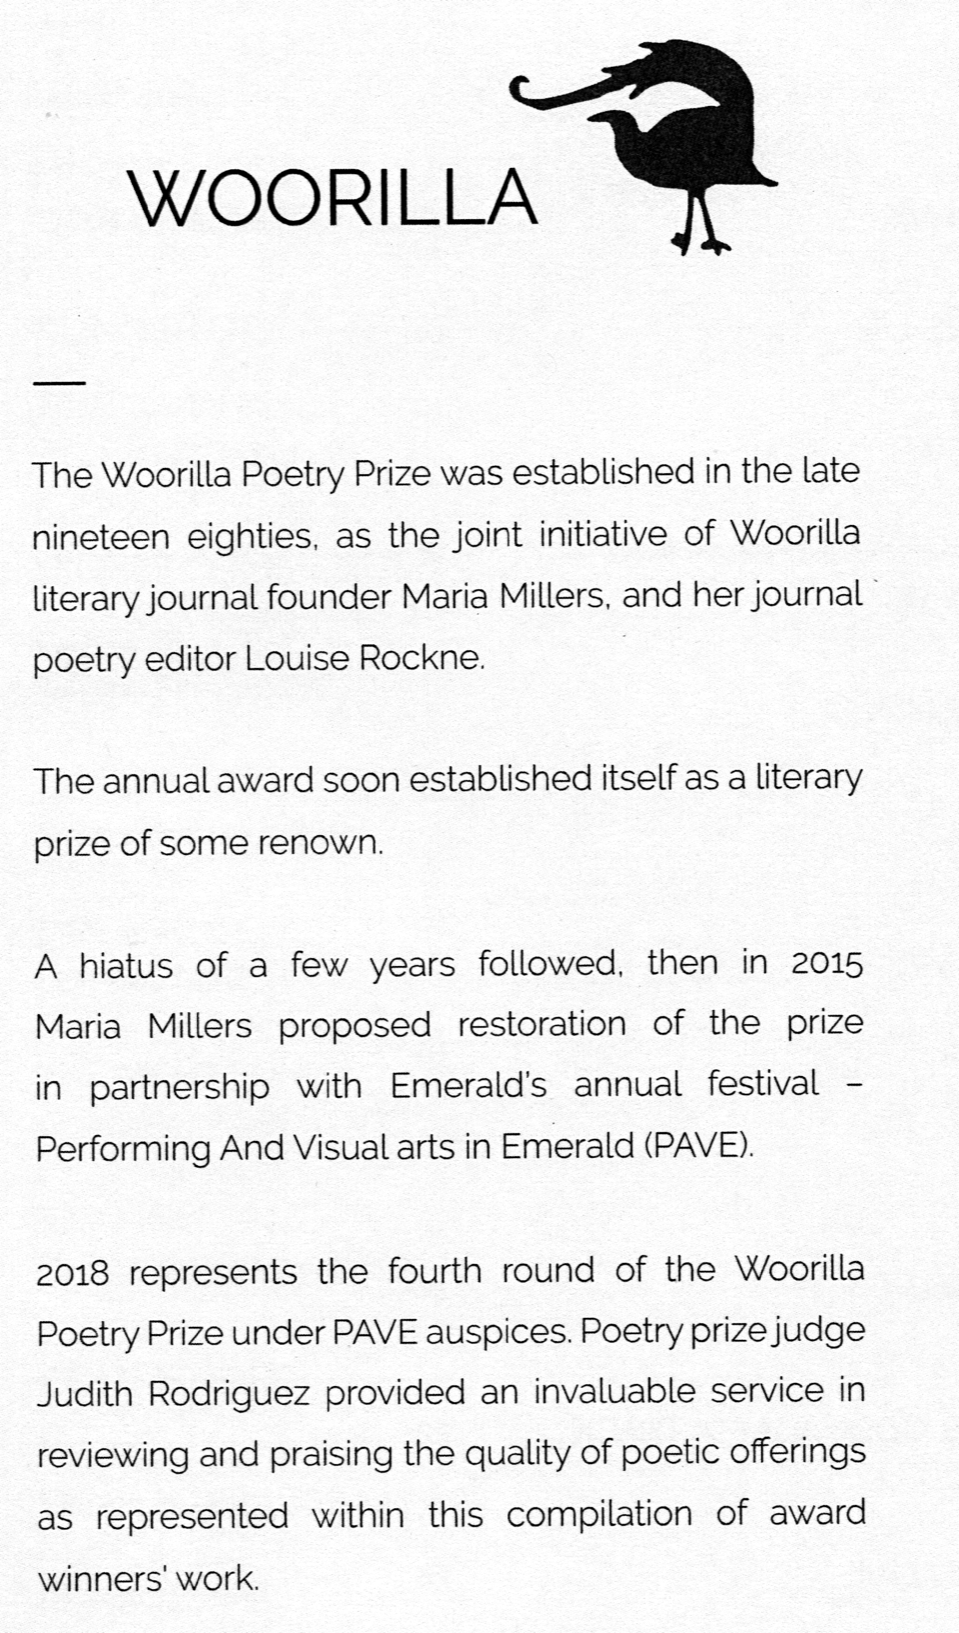 WOORILLA
The Woorilla Poetry Prize was established in the late
nineteen eighties, as the joint initiative of Woorilla
literary journal founder Maria Millers, and her journal
poetry editor Louise Rockne.
The annual award soon established itself as a literary
prize of some renown.
A hiatus of a few years followed, then in 2015
Maria Millers proposed restoration of the prize
in partnership with Emerald's annual festival –
Performing And Visual arts in Emerald (PAVE).
2018 represents the fourth round of the Woorilla
Poetry Prize under PAVE auspices. Poetry prize judge
Judith Rodriguez provided an invaluable service in
reviewing and praising the quality of poetic offerings
as represented within this compilation of award
winners' work.